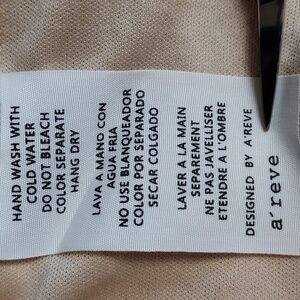 HAND WASH WITH
COLD WATER
DO NOT BLEACH
COLOR SEPARATE
HANG DRY
LAVA A MANO CON
AGUA FRIA
NO USE BLANQUEADOR
COLOR POR SEPARADO
SECAR COLGADO
LAVER A LA MAIN
SEPAREMENT
NE PAS JAVELLISER
ETENDRE A L'OMBRE
DESIGNED BY A'REVE
a'reve